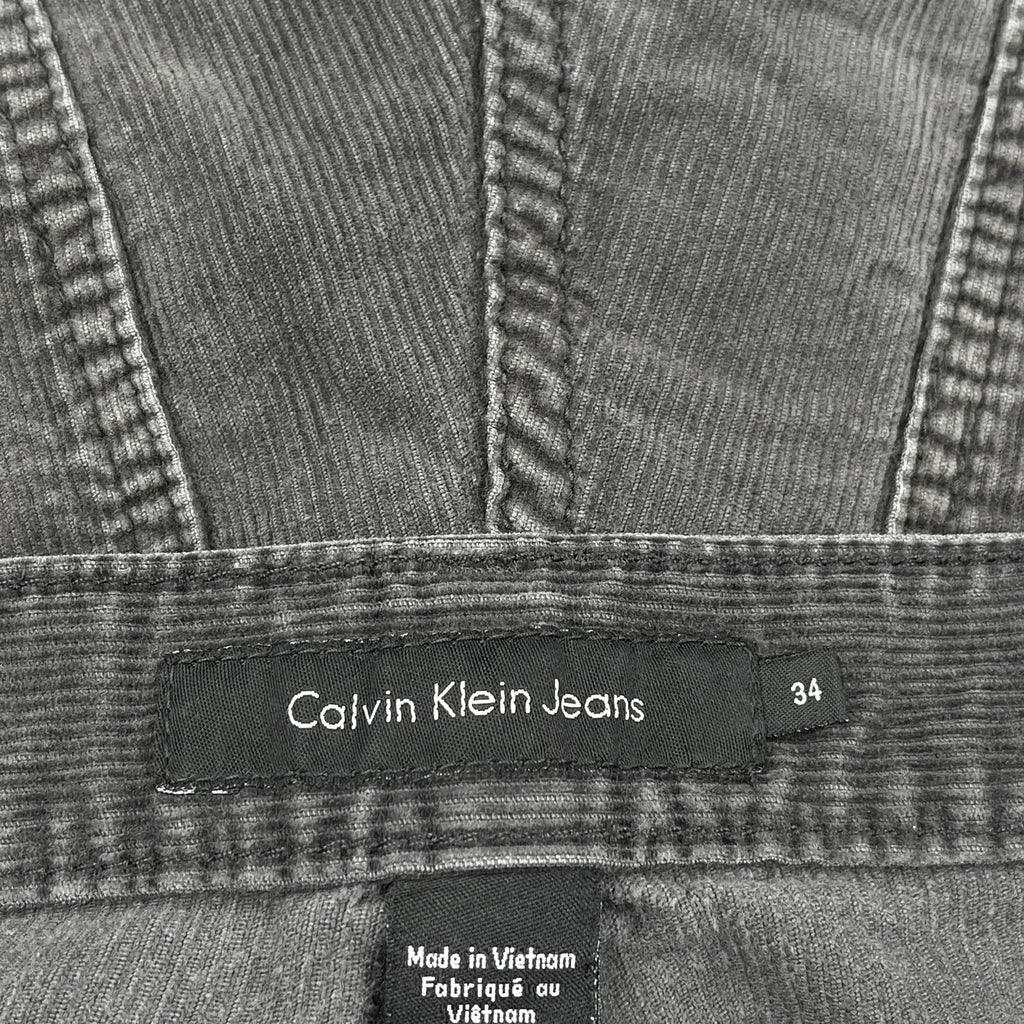 Calvin Klein Jeans
34
Made in Vietnam
Fabriqué au
Viêtnam